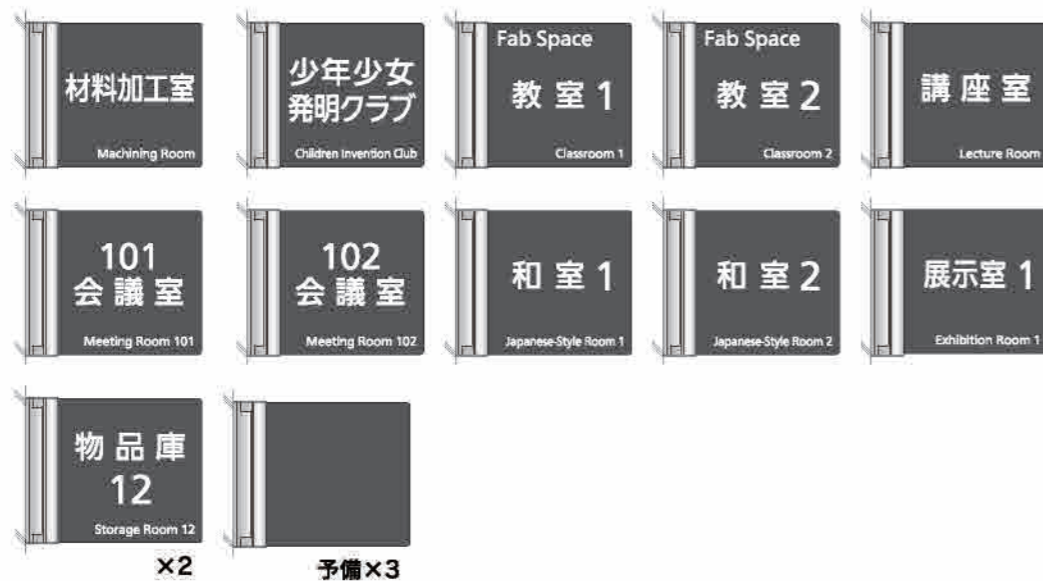 材料加工室
Machining Room
少年少女
発明クラブ
Children Invention Club
Fab Space
教室1
Classroom 1
Fab Space
教室2
Classroom 2
講座室
Lecture Room
101
会議室
Meeting Room 101
102
会議室
Meeting Room 102
和室1
Japanese-Style Room 1
和室2
Japanese-Style Room 2
展示室1
Exhibition Room 1
物品庫
12
Storage Room 12
×2
予備×3